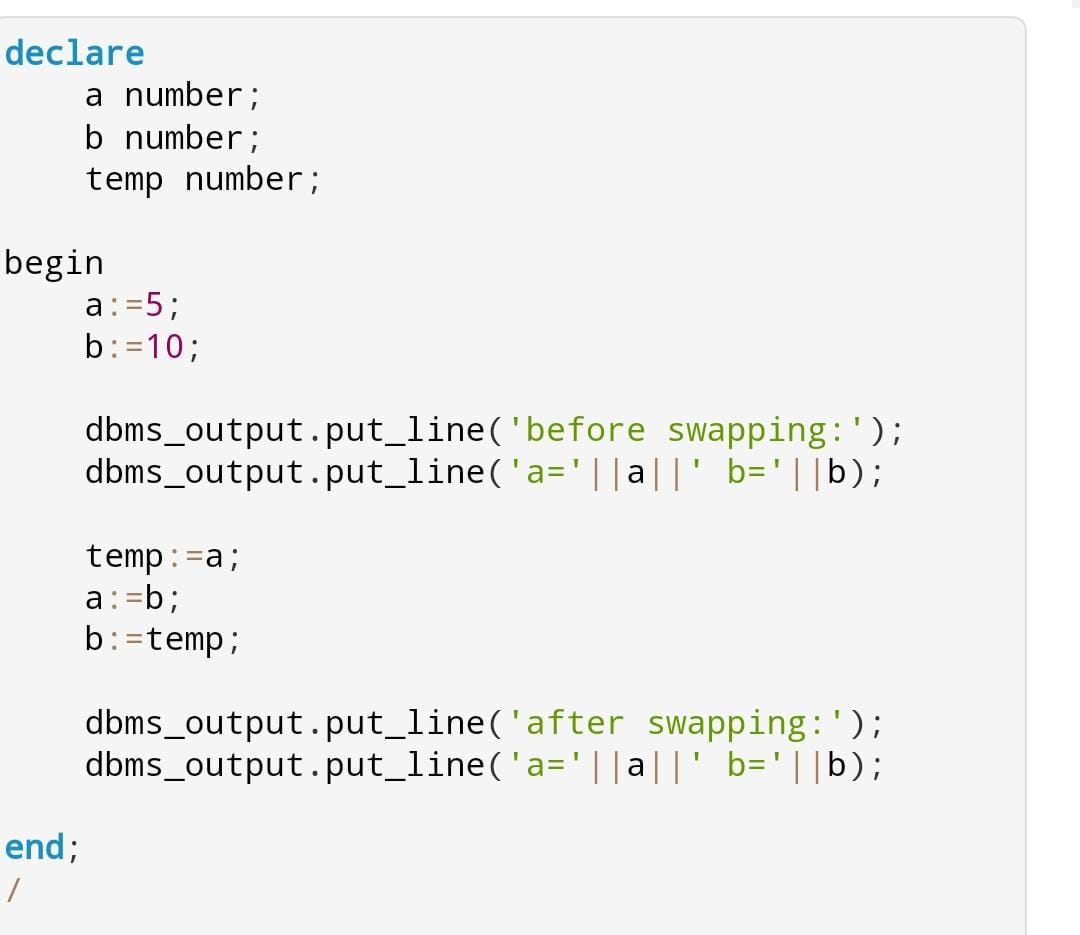 declare
    a number;
    b number;
    temp number;
begin
    a:=5;
    b:=10;
    dbms_output.put_line('before swapping:');
    dbms_output.put_line('a='||a||' b='||b);
    temp:=a;
    a:=b;
    b:=temp;
    dbms_output.put_line('after swapping:');
    dbms_output.put_line('a='||a||' b='||b);
end;
/